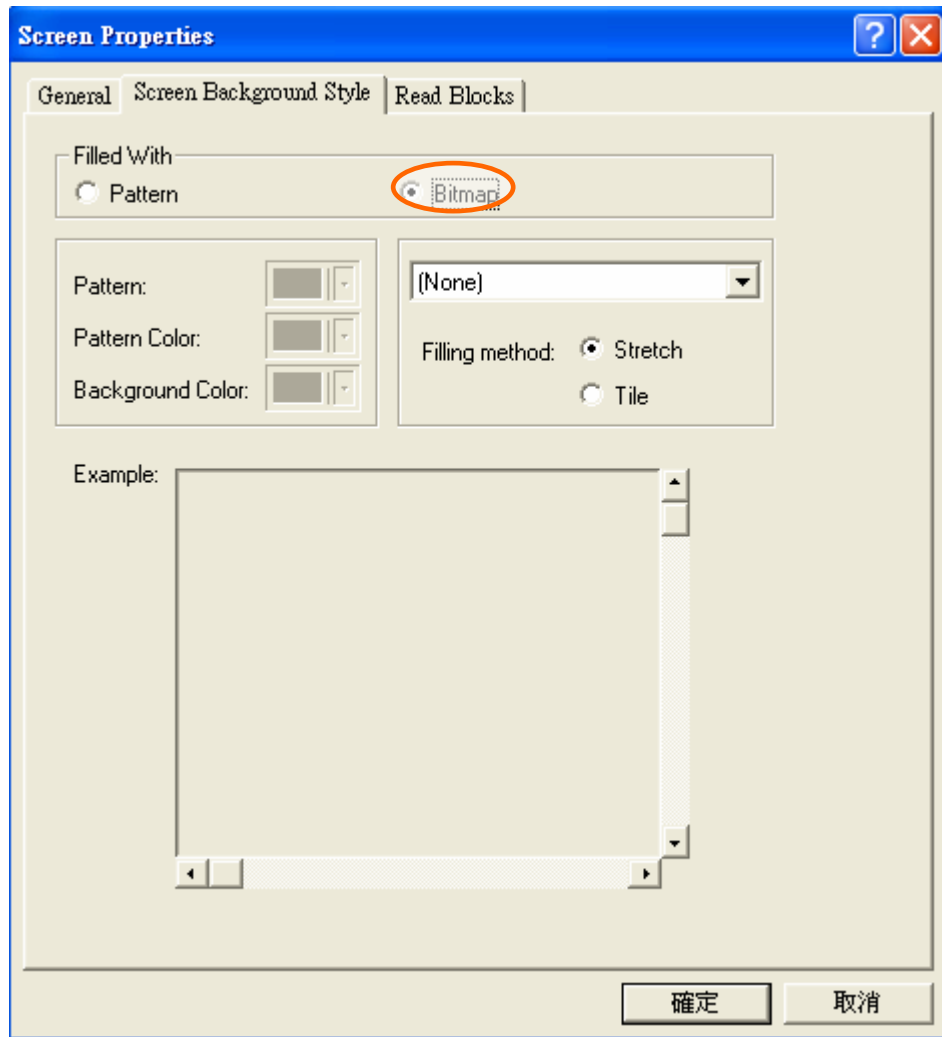 Screen Properties
General Screen Background Style Read Blocks
Filled With
Pattern Bitmap
Pattern:
Pattern Color:
Background Color:
(None)
Filling method: Stretch
Tile
Example:
確定 取消